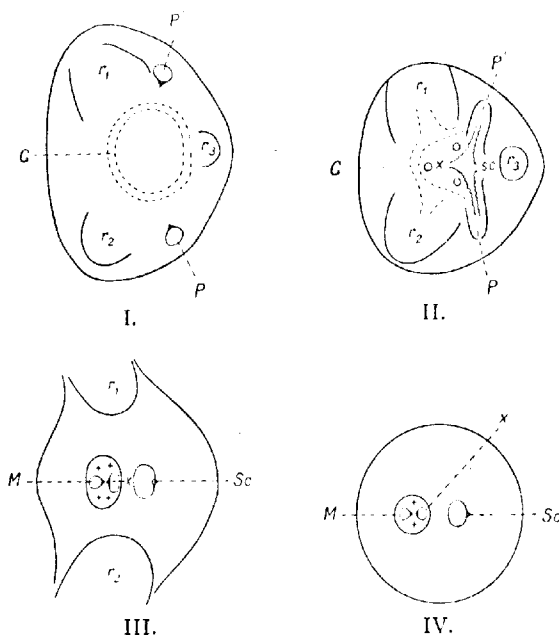 P
r₁
G
r₃
r₂
P
I.
P'
r₁
G
x
sc
r₃
r₂
P
II.
r₁
M
x
Sc
r₂
III.
x
M
Sc
IV.